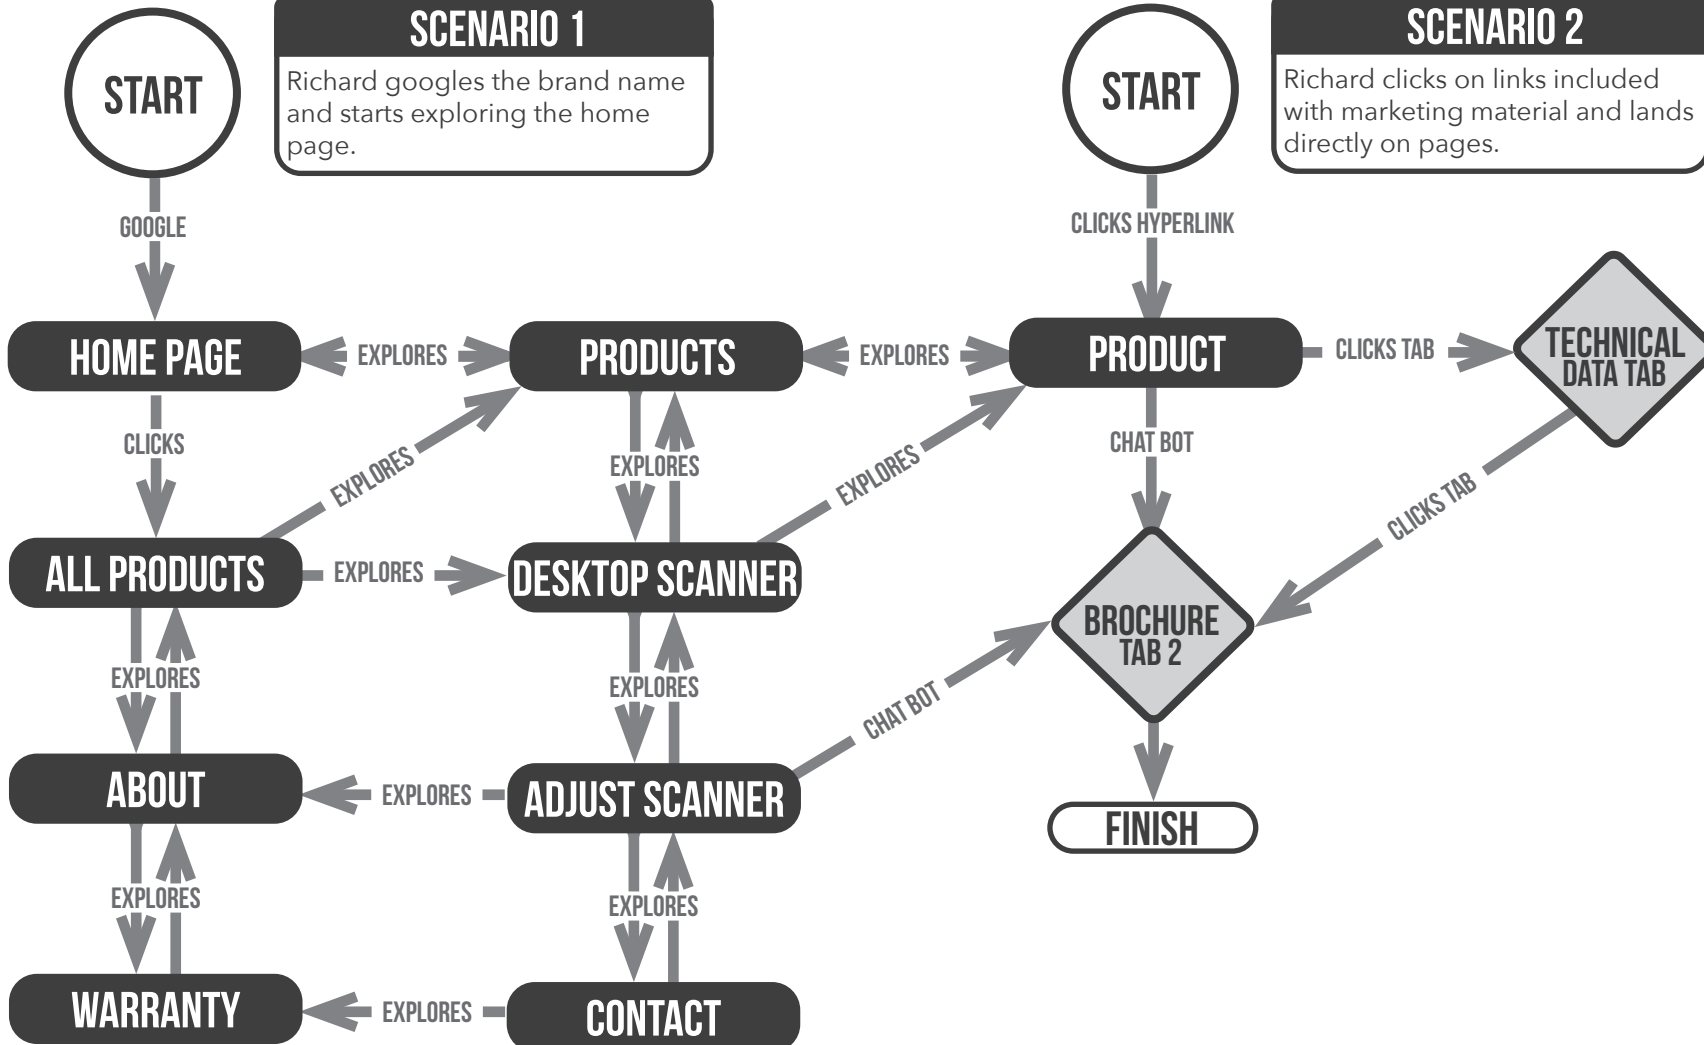 START
SCENARIO 1
Richard googles the brand name
and starts exploring the home
page.
START
SCENARIO 2
Richard clicks on links included
with marketing material and lands
directly on pages.
GOOGLE
CLICKS HYPERLINK
HOME PAGE
EXPLORES
PRODUCTS
EXPLORES
PRODUCT
CLICKS TAB
TECHNICAL
DATA TAB
CLICKS
EXPLORES
EXPLORES
EXPLORES
CHAT BOT
CLICKS TAB
ALL PRODUCTS
EXPLORES
DESKTOP SCANNER
BROCHURE
TAB 2
EXPLORES
EXPLORES
CHAT BOT
ABOUT
EXPLORES
ADJUST SCANNER
FINISH
EXPLORES
EXPLORES
WARRANTY
EXPLORES
CONTACT